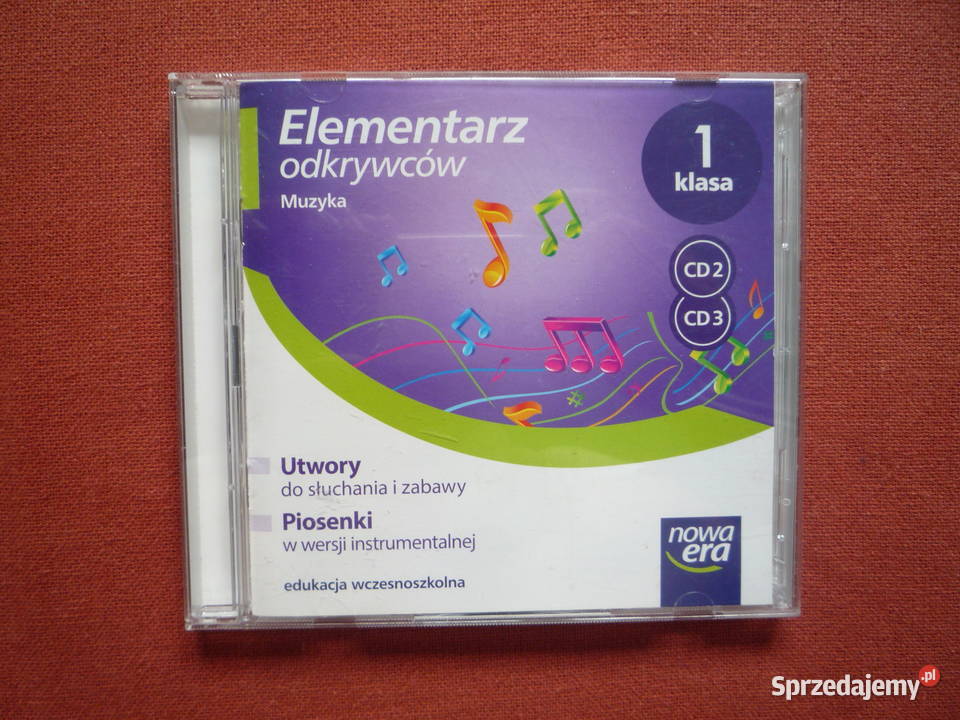 Elementarz
odkrywców
Muzyka
1
klasa
CD 2
CD 3
Utwory
do słuchania i zabawy
Piosenki
w wersji instrumentalnej
edukacja wczesnoszkolna
nowa
era
Sprzedajemy.pl